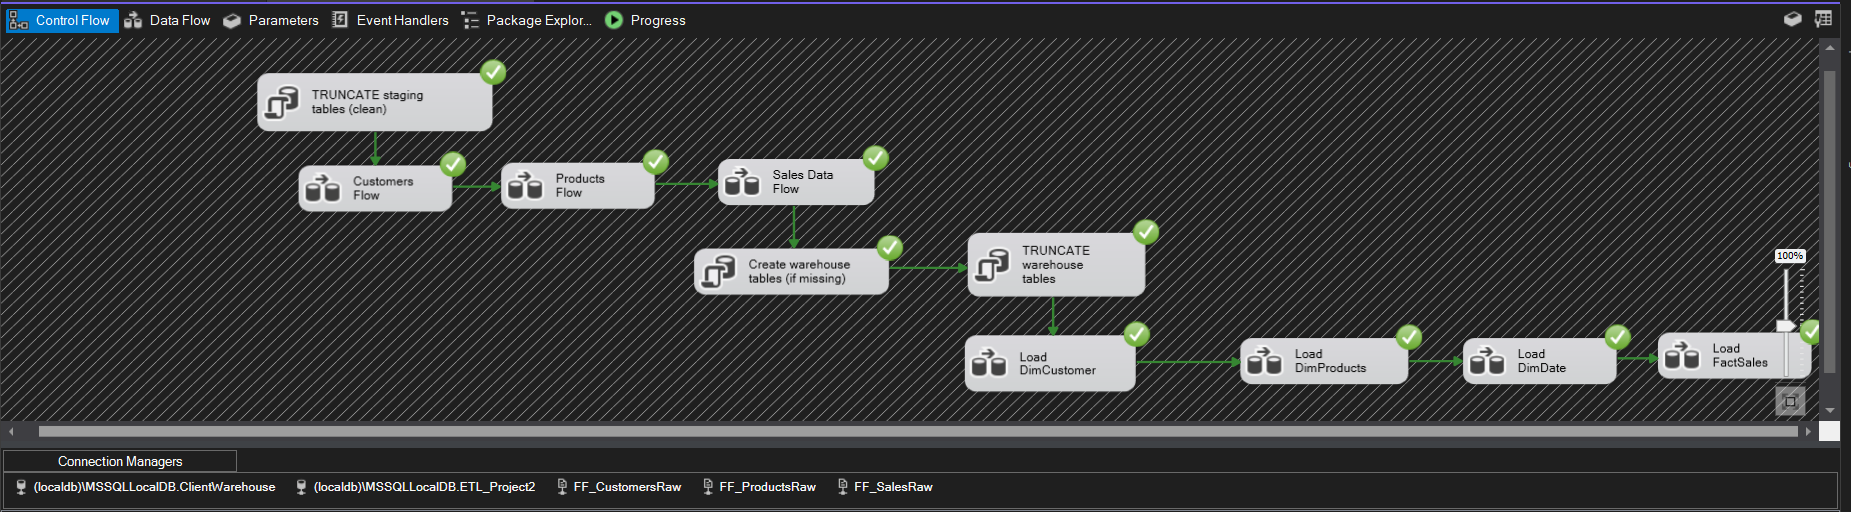 Control Flow
Data Flow
Parameters
Event Handlers
Package Explor...
Progress
TRUNCATE staging
tables (clean)
Customers
Flow
Products
Flow
Sales Data
Flow
Create warehouse
tables (if missing)
TRUNCATE
warehouse
tables
100%
Load
DimCustomer
Load
DimProducts
Load
DimDate
Load
FactSales
Connection Managers
(localdb)\MSSQLLocalDB.ClientWarehouse
(localdb)\MSSQLLocalDB.ETL_Project2
FF_CustomersRaw
FF_ProductsRaw
FF_SalesRaw